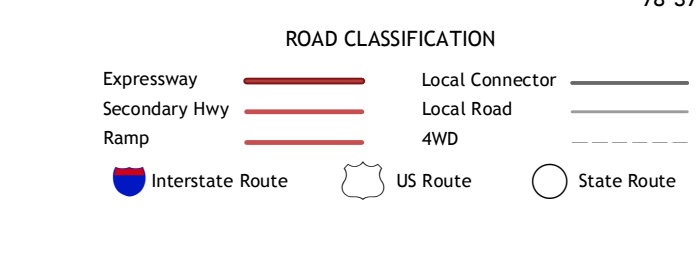 ROAD CLASSIFICATION
Expressway
Local Connector
Secondary Hwy
Local Road
Ramp
4WD
Interstate Route
US Route
State Route